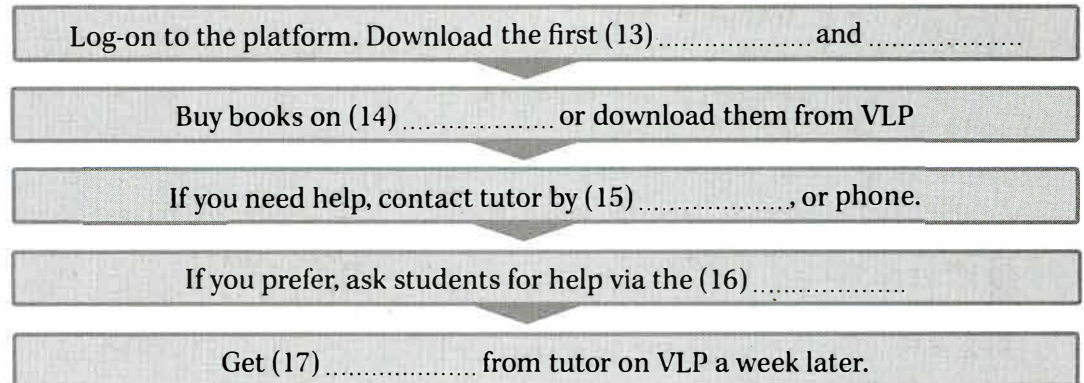 Log-on to the platform. Download the first (13) .................... and ....................
Buy books on (14) .................... or download them from VLP
If you need help, contact tutor by (15) ...................., or phone.
If you prefer, ask students for help via the (16) ....................
Get (17) .................... from tutor on VLP a week later.